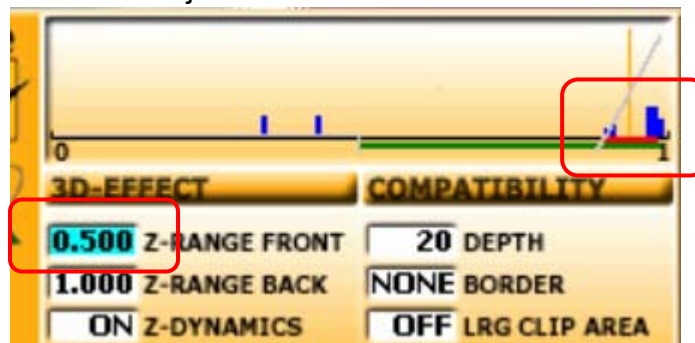 0 1
3D-EFFECT COMPATIBILITY
0.500 Z-RANGE FRONT 20 DEPTH
1.000 Z-RANGE BACK NONE BORDER
ON Z-DYNAMICS OFF LRG CLIP AREA